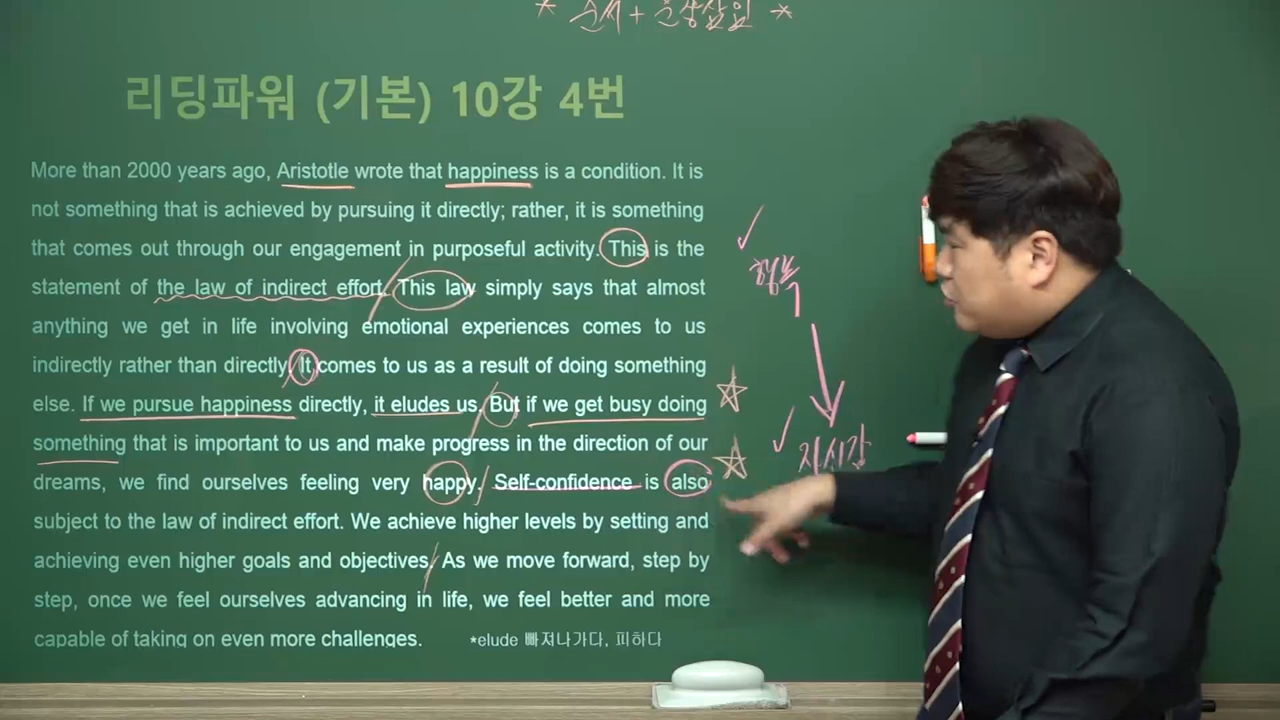 * 순서 + 문장삽입 *
리딩파워 (기본) 10강 4번
More than 2000 years ago, Aristotle wrote that happiness is a condition. It is
not something that is achieved by pursuing it directly; rather, it is something
that comes out through our engagement in purposeful activity. This is the
statement of the law of indirect effort. This law simply says that almost
anything we get in life involving emotional experiences comes to us
indirectly rather than directly. It comes to us as a result of doing something
else. If we pursue happiness directly, it eludes us. But if we get busy doing
something that is important to us and make progress in the direction of our
dreams, we find ourselves feeling very happy. Self-confidence is also
subject to the law of indirect effort. We achieve higher levels by setting and
achieving even higher goals and objectives. As we move forward, step by
step, once we feel ourselves advancing in life, we feel better and more
capable of taking on even more challenges.
*elude 빠져나가다, 피하다
행복